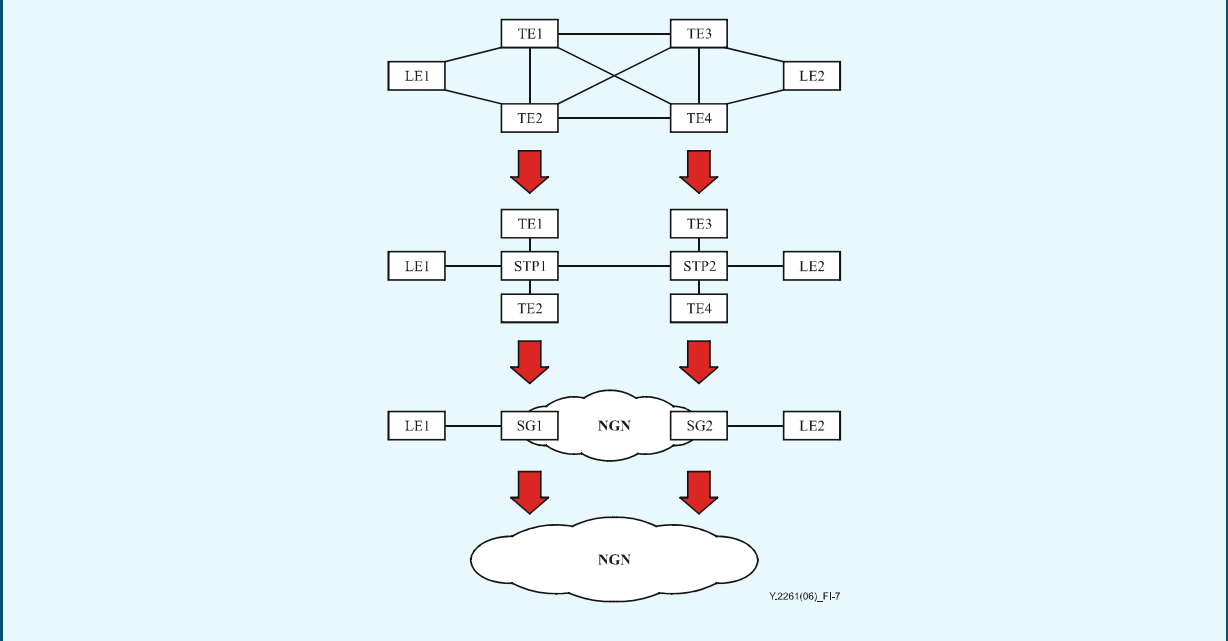 TE1 TE3
LE1 LE2
TE2 TE4
TE1 TE3
LE1 STP1 STP2 LE2
TE2 TE4
LE1 SG1 NGN SG2 LE2
NGN
Y.2261(06)_FI-7